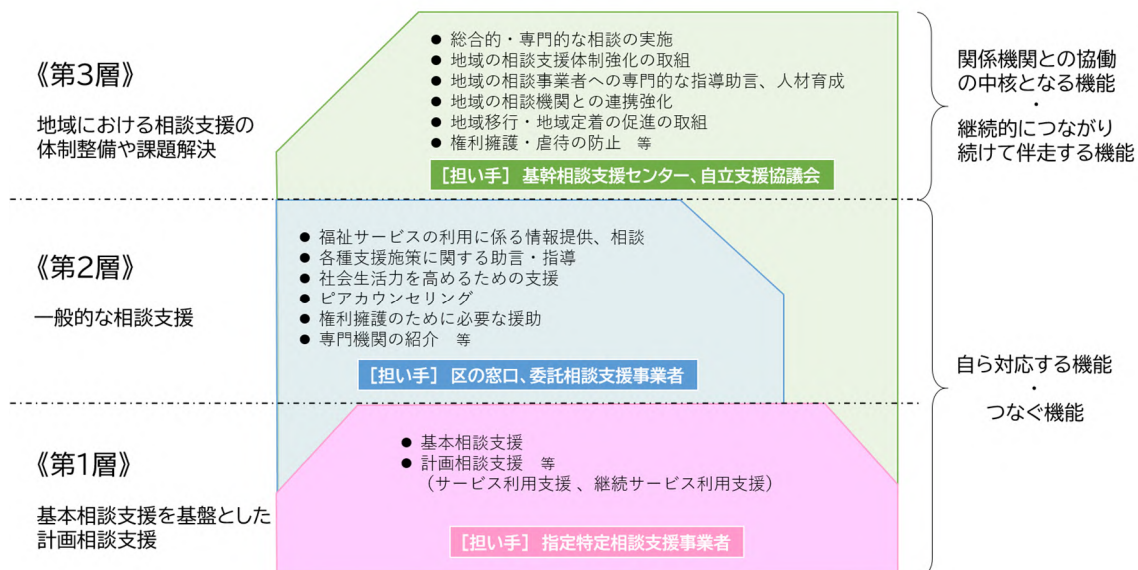 《第3層》
地域における相談支援の
体制整備や課題解決
● 総合的・専門的な相談の実施
● 地域の相談支援体制強化の取組
● 地域の相談事業者への専門的な指導助言、人材育成
● 地域の相談機関との連携強化
● 地域移行・地域定着の促進の取組
● 権利擁護・虐待の防止 等
［担い手］ 基幹相談支援センター、自立支援協議会
関係機関との協働
の中核となる機能
・
継続的につながり
続けて伴走する機能
《第2層》
一般的な相談支援
● 福祉サービスの利用に係る情報提供、相談
● 各種支援施策に関する助言・指導
● 社会生活力を高めるための支援
● ピアカウンセリング
● 権利擁護のために必要な援助
● 専門機関の紹介 等
［担い手］ 区の窓口、委託相談支援事業者
自ら対応する機能
・
つなぐ機能
《第1層》
基本相談支援を基盤とした
計画相談支援
● 基本相談支援
● 計画相談支援 等
（サービス利用支援 、継続サービス利用支援）
［担い手］ 指定特定相談支援事業者